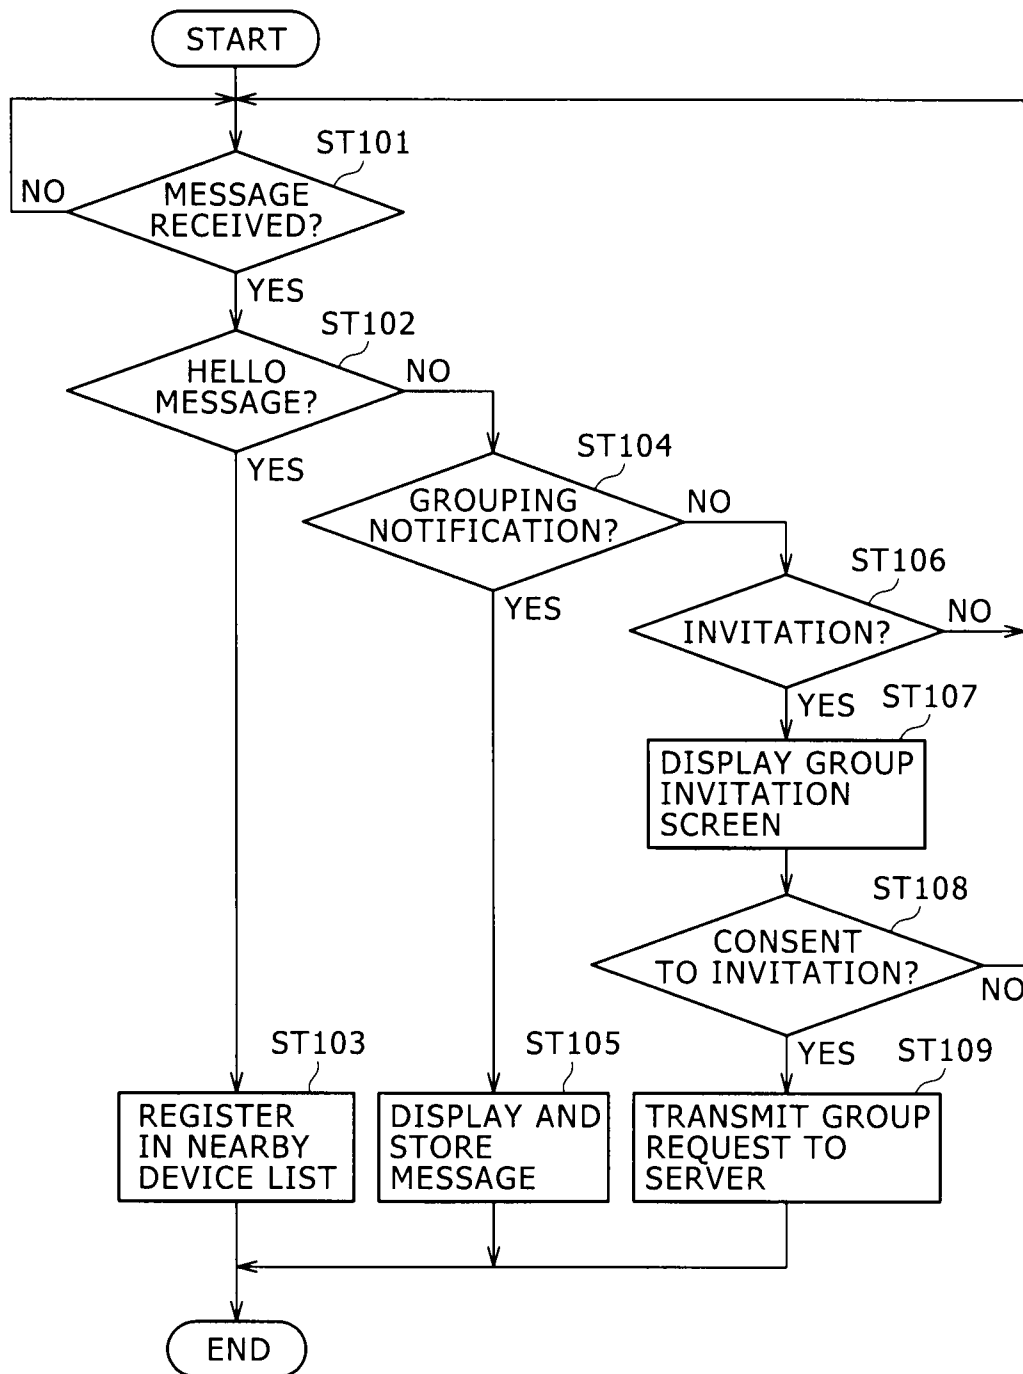 START
ST101
MESSAGE
RECEIVED?
NO
YES
ST102
HELLO
MESSAGE?
NO
YES
ST104
GROUPING
NOTIFICATION?
NO
YES
ST106
INVITATION?
NO
YES
ST107
DISPLAY GROUP
INVITATION
SCREEN
ST108
CONSENT
TO INVITATION?
NO
YES
ST103
REGISTER
IN NEARBY
DEVICE LIST
ST105
DISPLAY AND
STORE
MESSAGE
ST109
TRANSMIT GROUP
REQUEST TO
SERVER
END